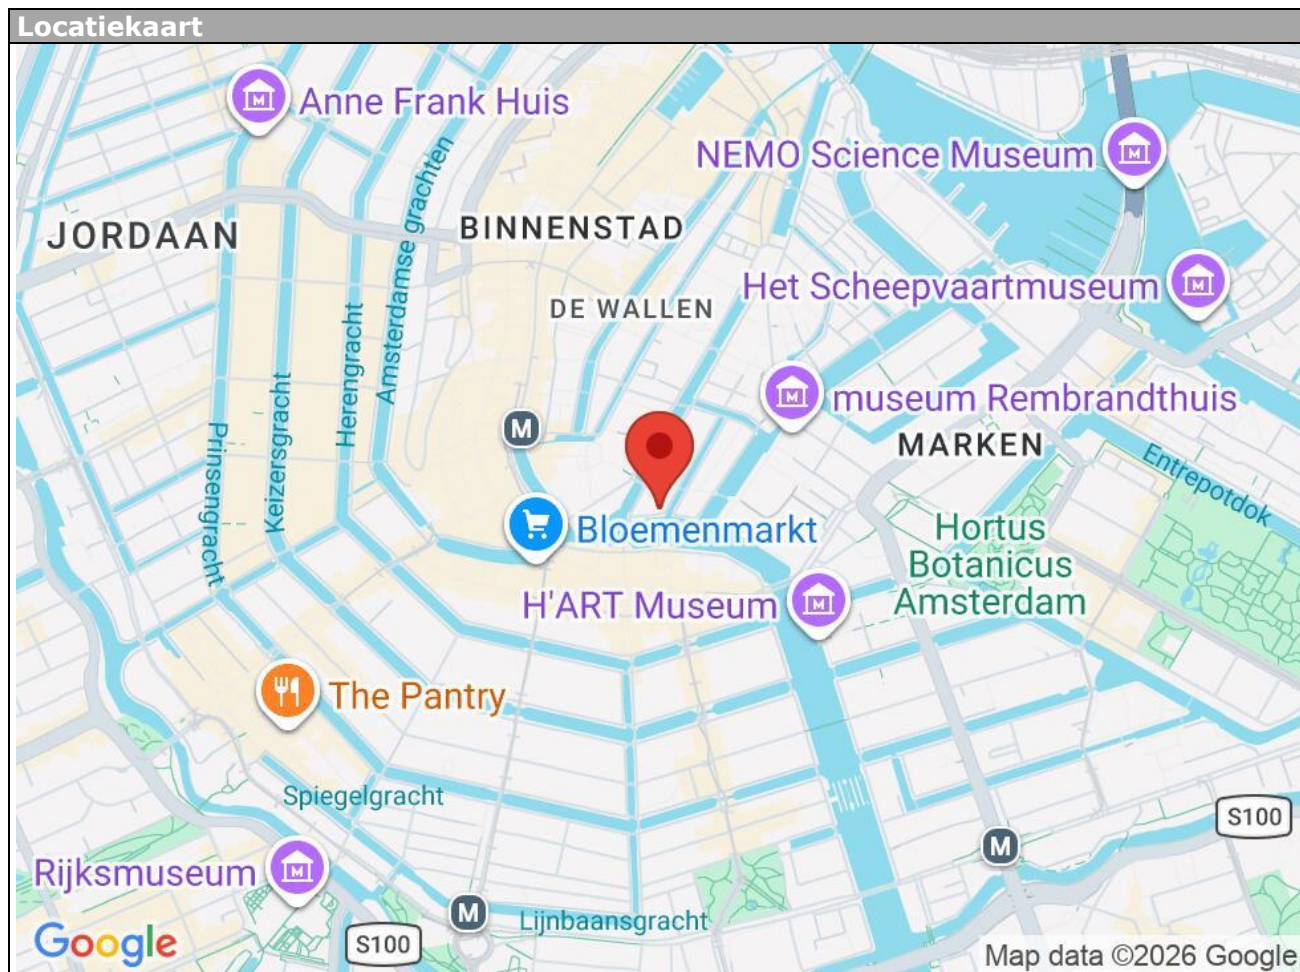 Locatiekaart
Anne Frank Huis
NEMO Science Museum
JORDAAN
BINNENSTAD
Amsterdamse grachten
Het Scheepvaartmuseum
DE WALLEN
Herengracht
Keizersgracht
Prinsengracht
museum Rembrandthuis
M
MARKEN
Entrepotdok
Bloemenmarkt
Hortus
Botanicus
Amsterdam
H'ART Museum
The Pantry
Spiegelgracht
S100
M
Rijksmuseum
M
Lijnbaansgracht
Google
S100
Map data ©2026 Google